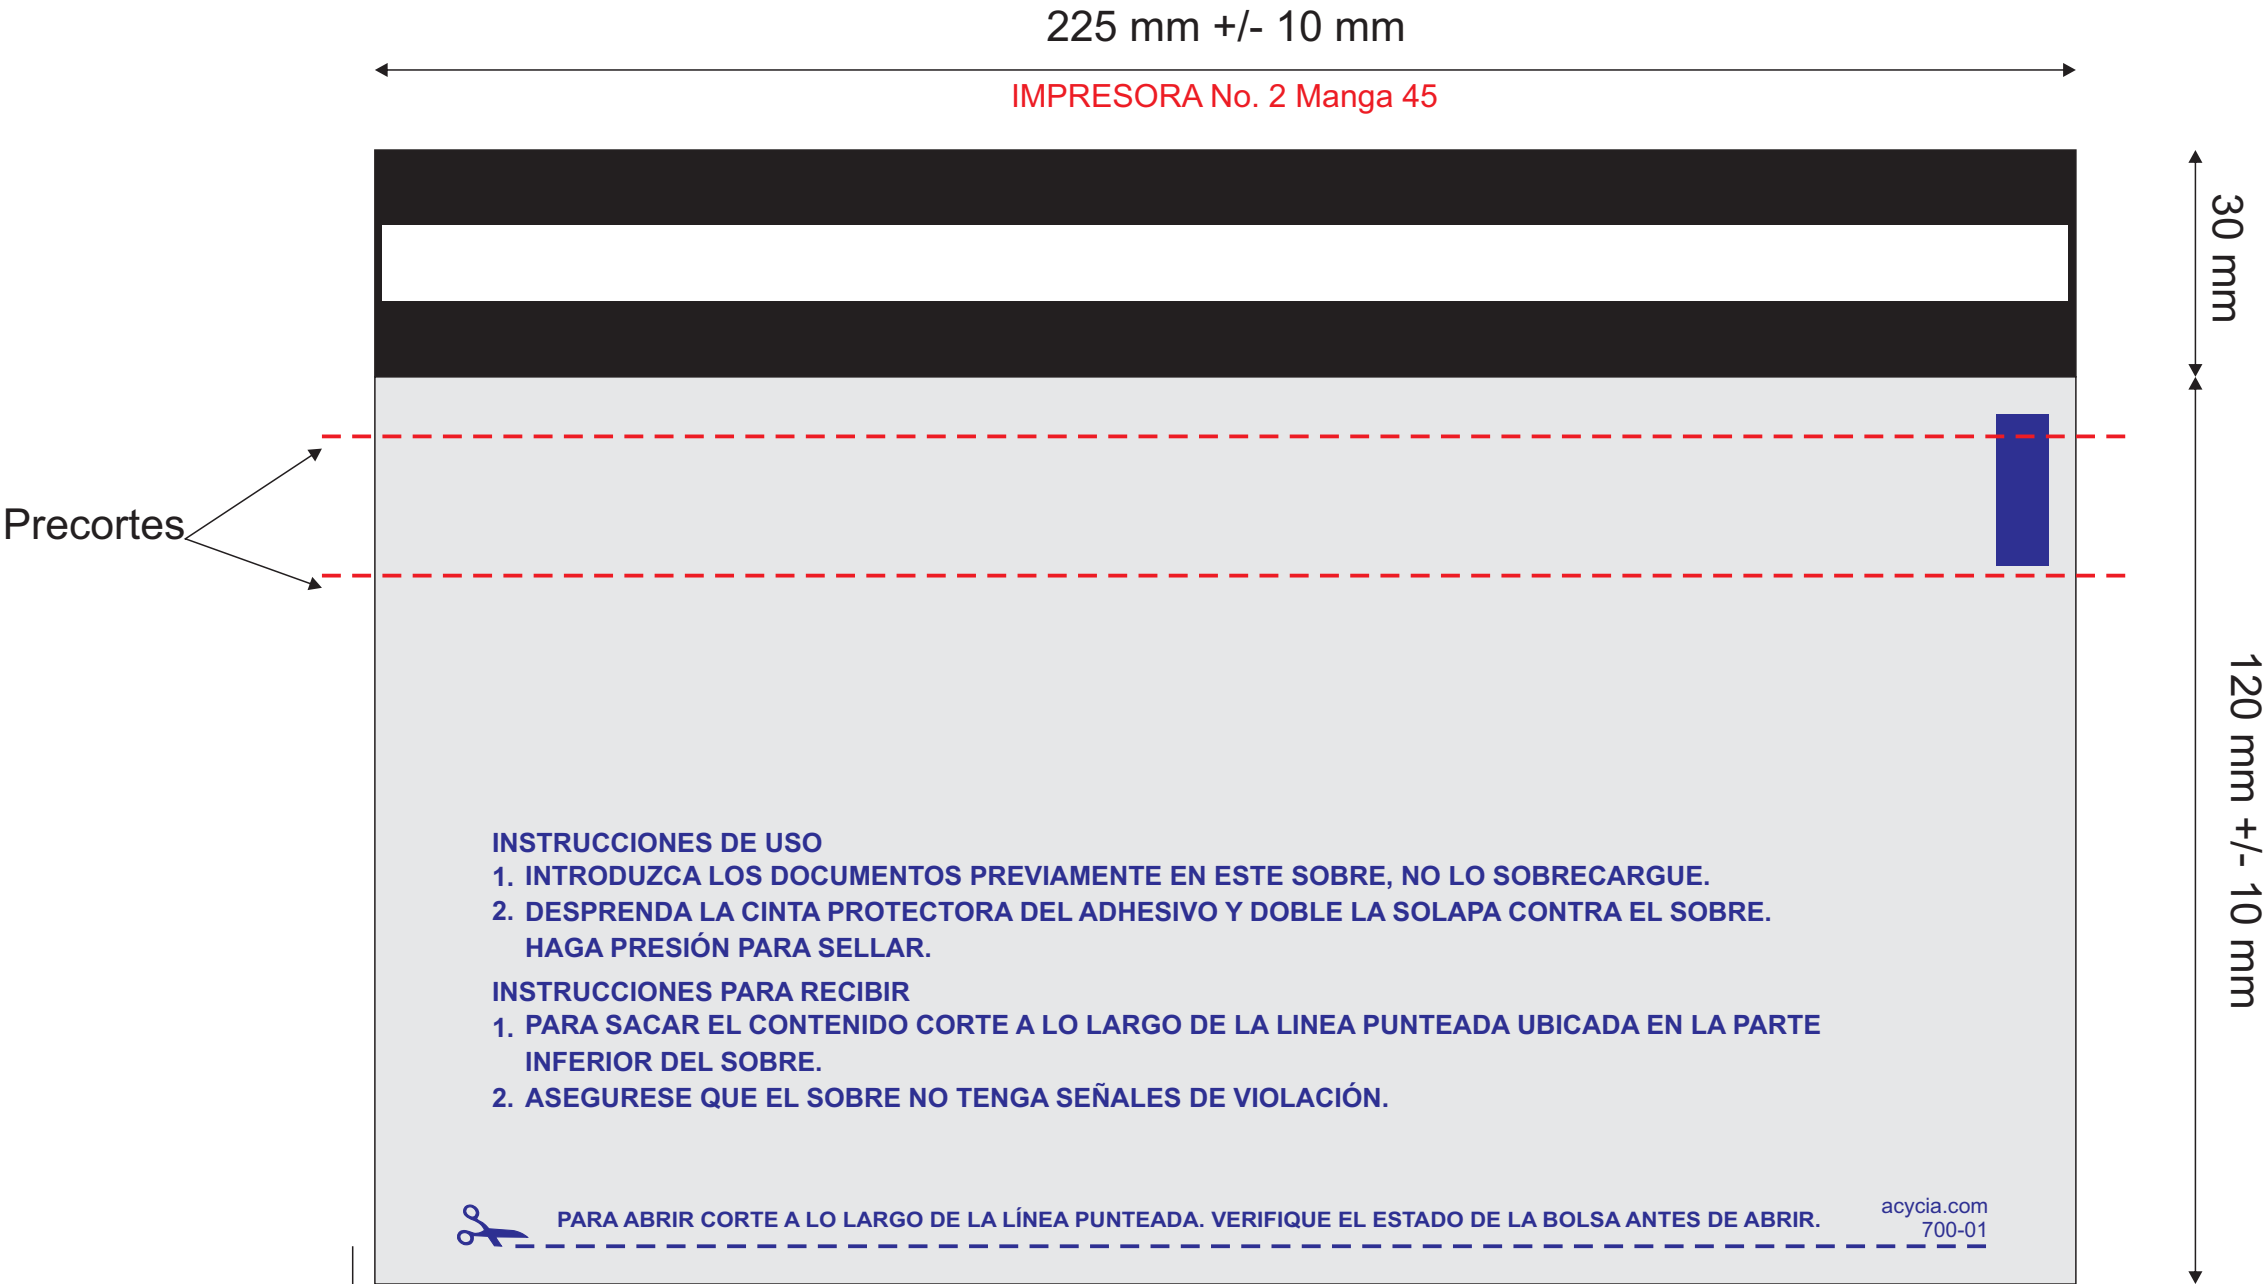 225 mm +/- 10 mm
IMPRESORA No. 2 Manga 45
30 mm
Precortes
120 mm +/- 10 mm
INSTRUCCIONES DE USO
1. INTRODUZCA LOS DOCUMENTOS PREVIAMENTE EN ESTE SOBRE, NO LO SOBRECARGUE.
2. DESPRENDA LA CINTA PROTECTORA DEL ADHESIVO Y DOBLE LA SOLAPA CONTRA EL SOBRE.
HAGA PRESIÓN PARA SELLAR.
INSTRUCCIONES PARA RECIBIR
1. PARA SACAR EL CONTENIDO CORTE A LO LARGO DE LA LINEA PUNTEADA UBICADA EN LA PARTE
INFERIOR DEL SOBRE.
2. ASEGURESE QUE EL SOBRE NO TENGA SEÑALES DE VIOLACIÓN.
PARA ABRIR CORTE A LO LARGO DE LA LÍNEA PUNTEADA. VERIFIQUE EL ESTADO DE LA BOLSA ANTES DE ABRIR.
acycia.com
700-01